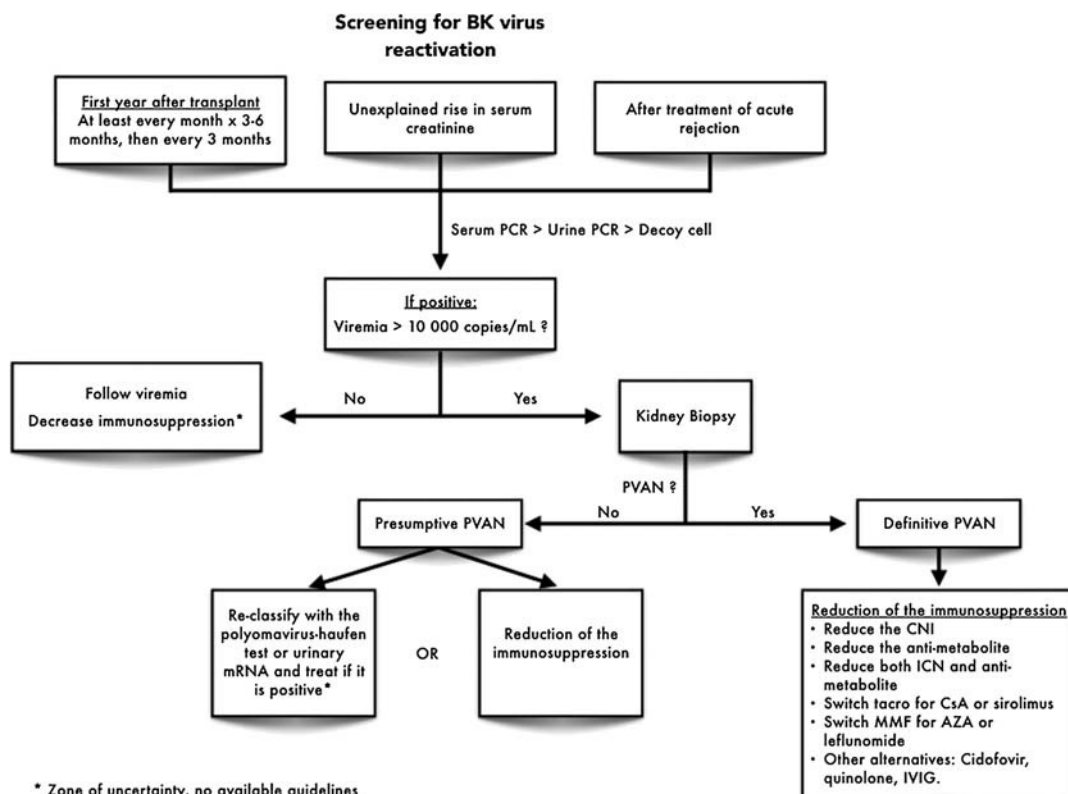 Screening for BK virus
reactivation
First year after transplant
At least every month x 3-6
months, then every 3 months
Unexplained rise in serum
creatinine
After treatment of acute
rejection
Serum PCR > Urine PCR > Decoy cell
If positive:
Viremia > 10 000 copies/mL ?
Follow viremia
Decrease immunosuppression*
No
Yes
Kidney Biopsy
PVAN ?
No
Yes
Presumptive PVAN
Definitive PVAN
Re-classify with the
polyomavirus-haufen
test or urinary
mRNA and treat if it
is positive*
OR
Reduction of the
immunosuppression
Reduction of the immunosuppression
• Reduce the CNI
• Reduce the anti-metabolite
• Reduce both ICN and anti-
metabolite
• Switch tacro for CsA or sirolimus
• Switch MMF for AZA or
leflunomide
• Other alternatives: Cidofovir,
quinolone, IVIG.
* Zone of uncertainty, no available guidelines